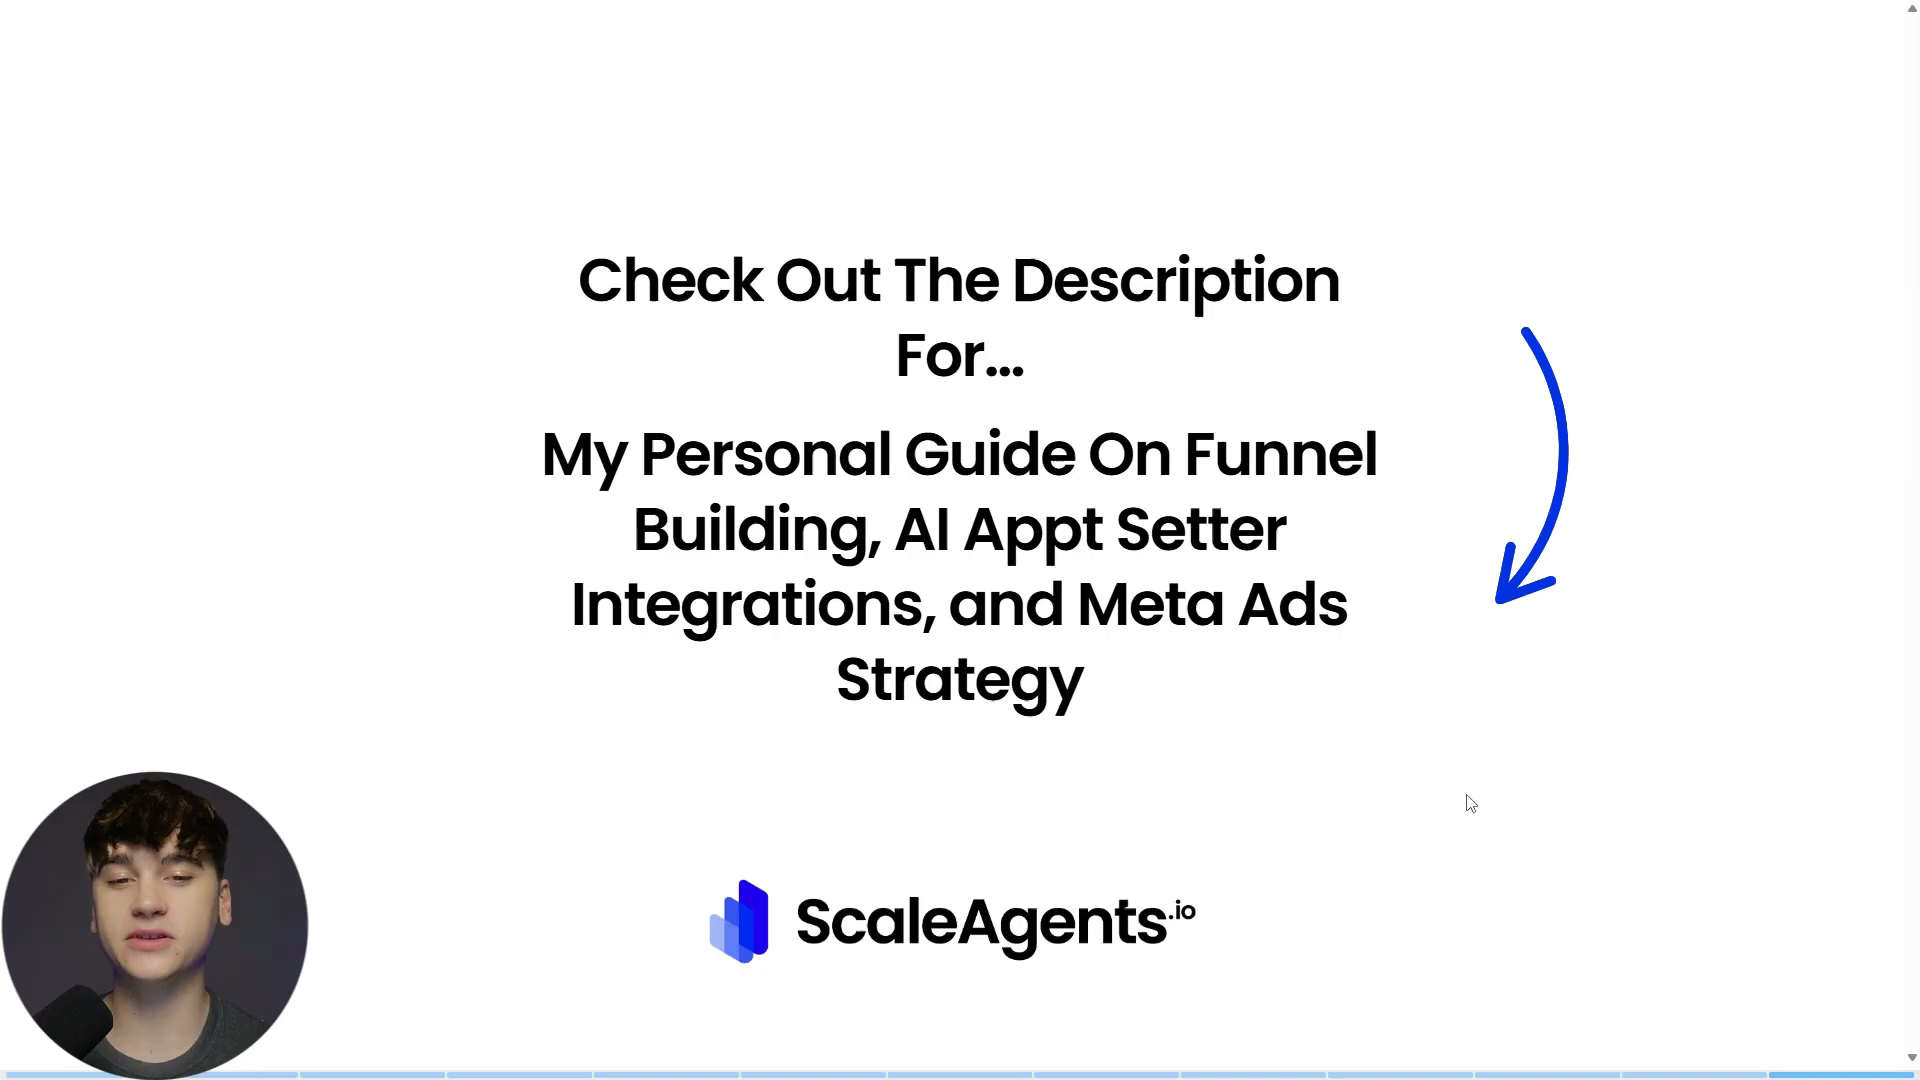 Check Out The Description
For...
My Personal Guide On Funnel
Building, AI Appt Setter
Integrations, and Meta Ads
Strategy
ScaleAgents.io